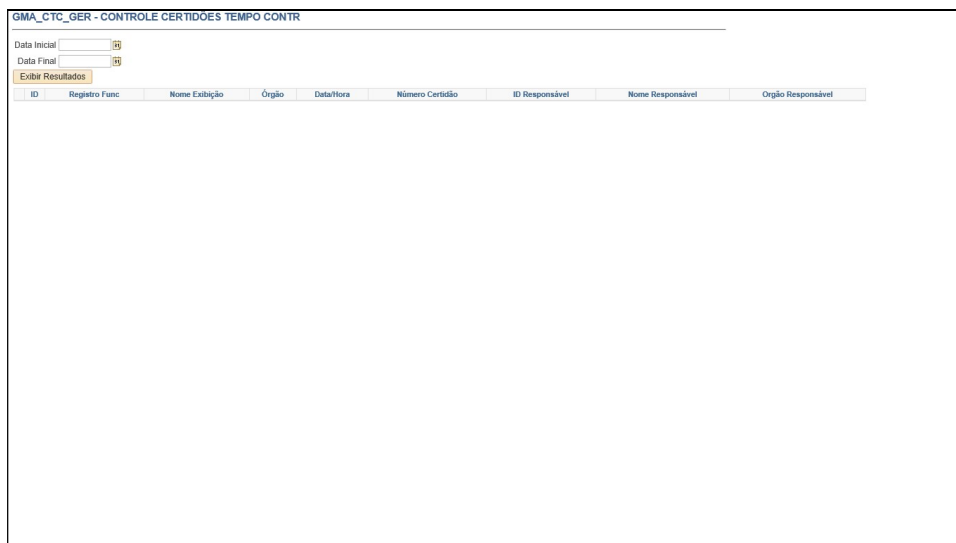 GMA_CTC_GER - CONTROLE CERTIDÕES TEMPO CONTR
Data Inicial
Data Final
Exibir Resultados
ID Registro Func Nome Exibição Órgão Data/Hora Número Certidão ID Responsável Nome Responsável Orgão Responsável